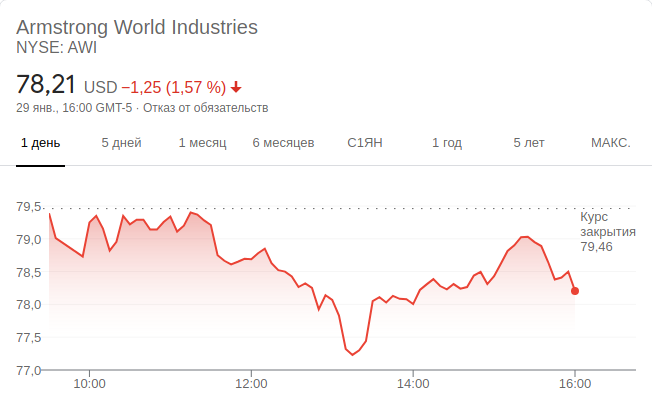 Armstrong World Industries
NYSE: AWI
78,21 USD −1,25 (1,57 %)
29 янв., 16:00 GMT-5 · Отказ от обязательств
1 день 5 дней 1 месяц 6 месяцев С1ЯН 1 год 5 лет МАКС.
79,5
Курс
закрытия
79,46
79,0
78,5
78,0
77,5
77,0
10:00 12:00 14:00 16:00